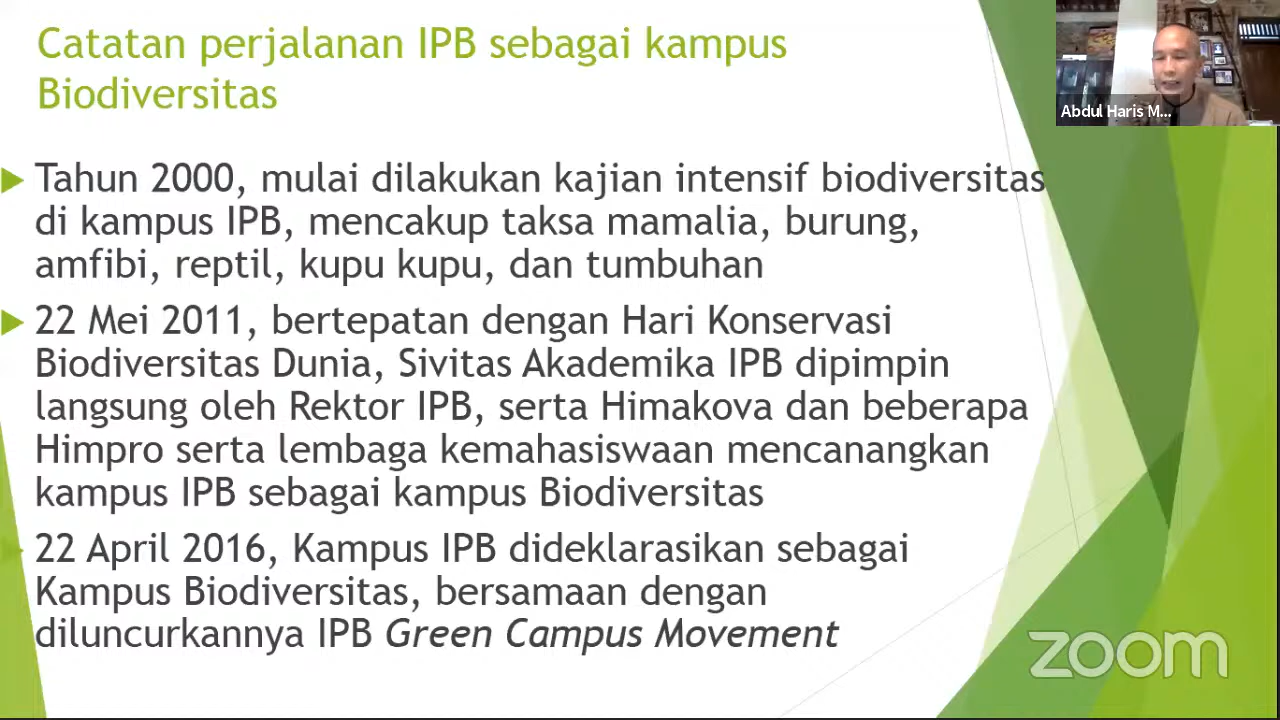 Catatan perjalanan IPB sebagai kampus
Biodiversitas
Abdul Haris M...
Tahun 2000, mulai dilakukan kajian intensif biodiversitas
di kampus IPB, mencakup taksa mamalia, burung,
amfibi, reptil, kupu kupu, dan tumbuhan
22 Mei 2011, bertepatan dengan Hari Konservasi
Biodiversitas Dunia, Sivitas Akademika IPB dipimpin
langsung oleh Rektor IPB, serta Himakova dan beberapa
Himpro serta lembaga kemahasiswaan mencanangkan
kampus IPB sebagai kampus Biodiversitas
22 April 2016, Kampus IPB dideklarasikan sebagai
Kampus Biodiversitas, bersamaan dengan
diluncurkannya IPB Green Campus Movement
zoom